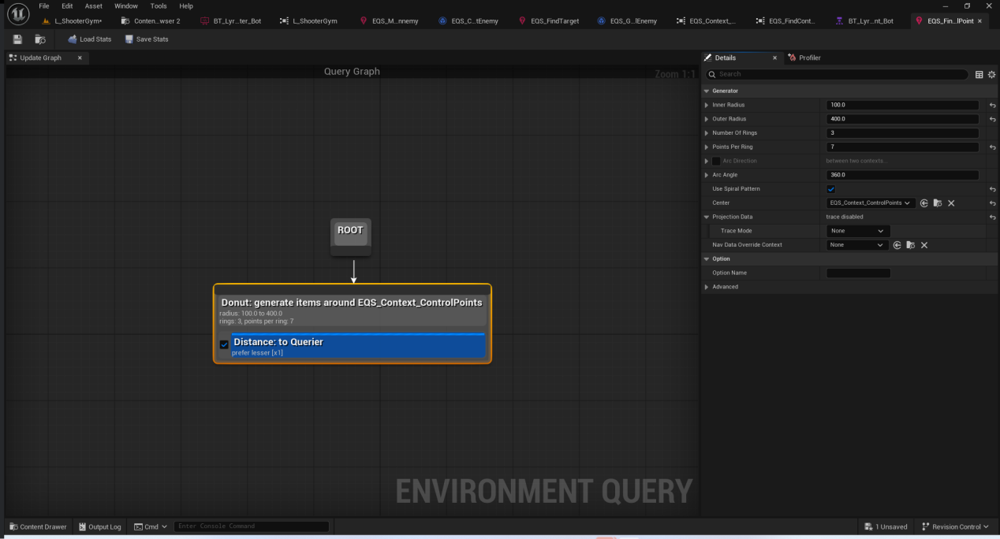 File Edit Asset Window Tools Help
L_ShooterGym* Conten...wser 2 BT_Lyr...ter_Bot L_ShooterGym EQS_M...nnemy EQS_C...tEnemy EQS_FindTarget EQS_G...lEnemy EQS_Context_... EQS_FindCont... BT_Lyr...nt_Bot EQS_Fin...lPoint
Load Stats Save Stats
Update Graph
Query Graph
Zoom 1:1
ROOT
Donut: generate items around EQS_Context_ControlPoints
radius: 100.0 to 400.0
rings: 3, points per ring: 7
Distance: to Querier
prefer lesser [x1]
ENVIRONMENT QUERY
Details Profiler
Search
Generator
Inner Radius 100.0
Outer Radius 400.0
Number Of Rings 3
Points Per Ring 7
Arc Direction between two contexts...
Arc Angle 360.0
Use Spiral Pattern
Center EQS_Context_ControlPoints
Projection Data trace disabled
Trace Mode None
Nav Data Override Context None
Option
Option Name
Advanced
Content Drawer Output Log Cmd Enter Console Command 1 Unsaved Revision Control